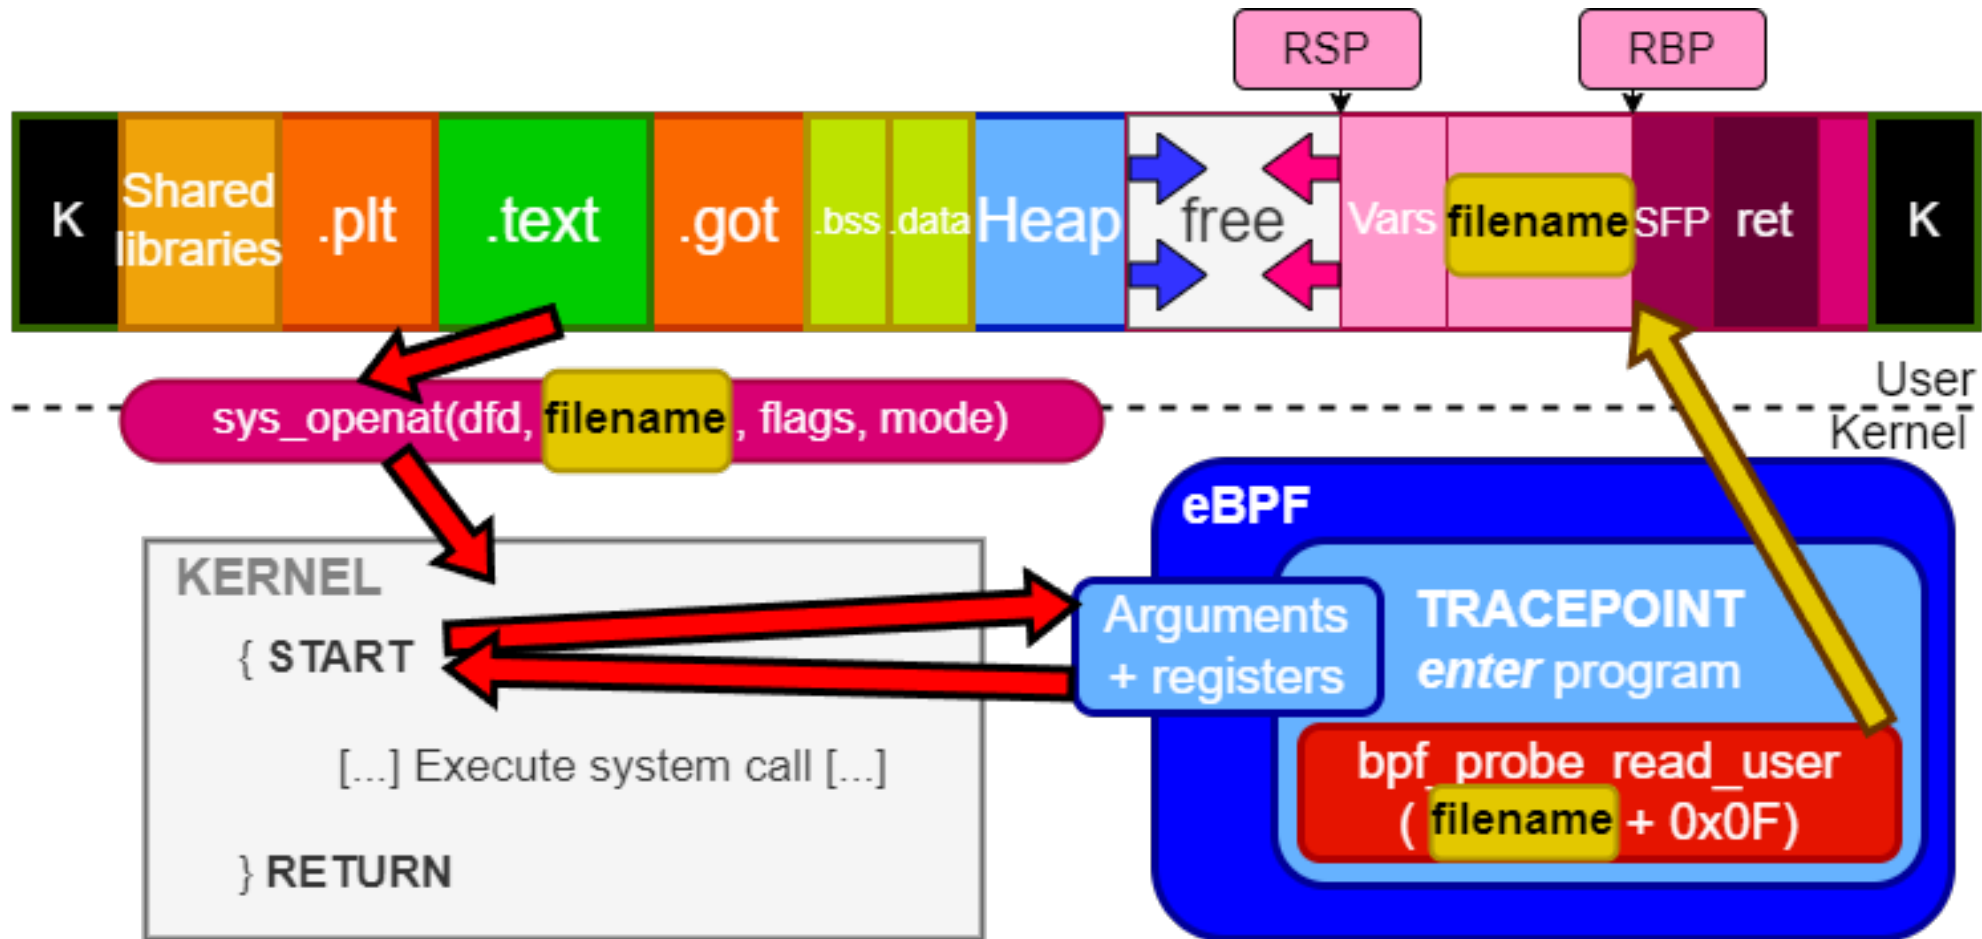 RSP
RBP
K
Shared
libraries
.plt
.text
.got
.bss
.data
Heap
free
Vars
filename
SFP
ret
K
User
Kernel
sys_openat(dfd, filename , flags, mode)
eBPF
KERNEL
{ START
[...] Execute system call [...]
} RETURN
Arguments
+ registers
TRACEPOINT
enter program
bpf_probe_read_user
( filename + 0x0F)